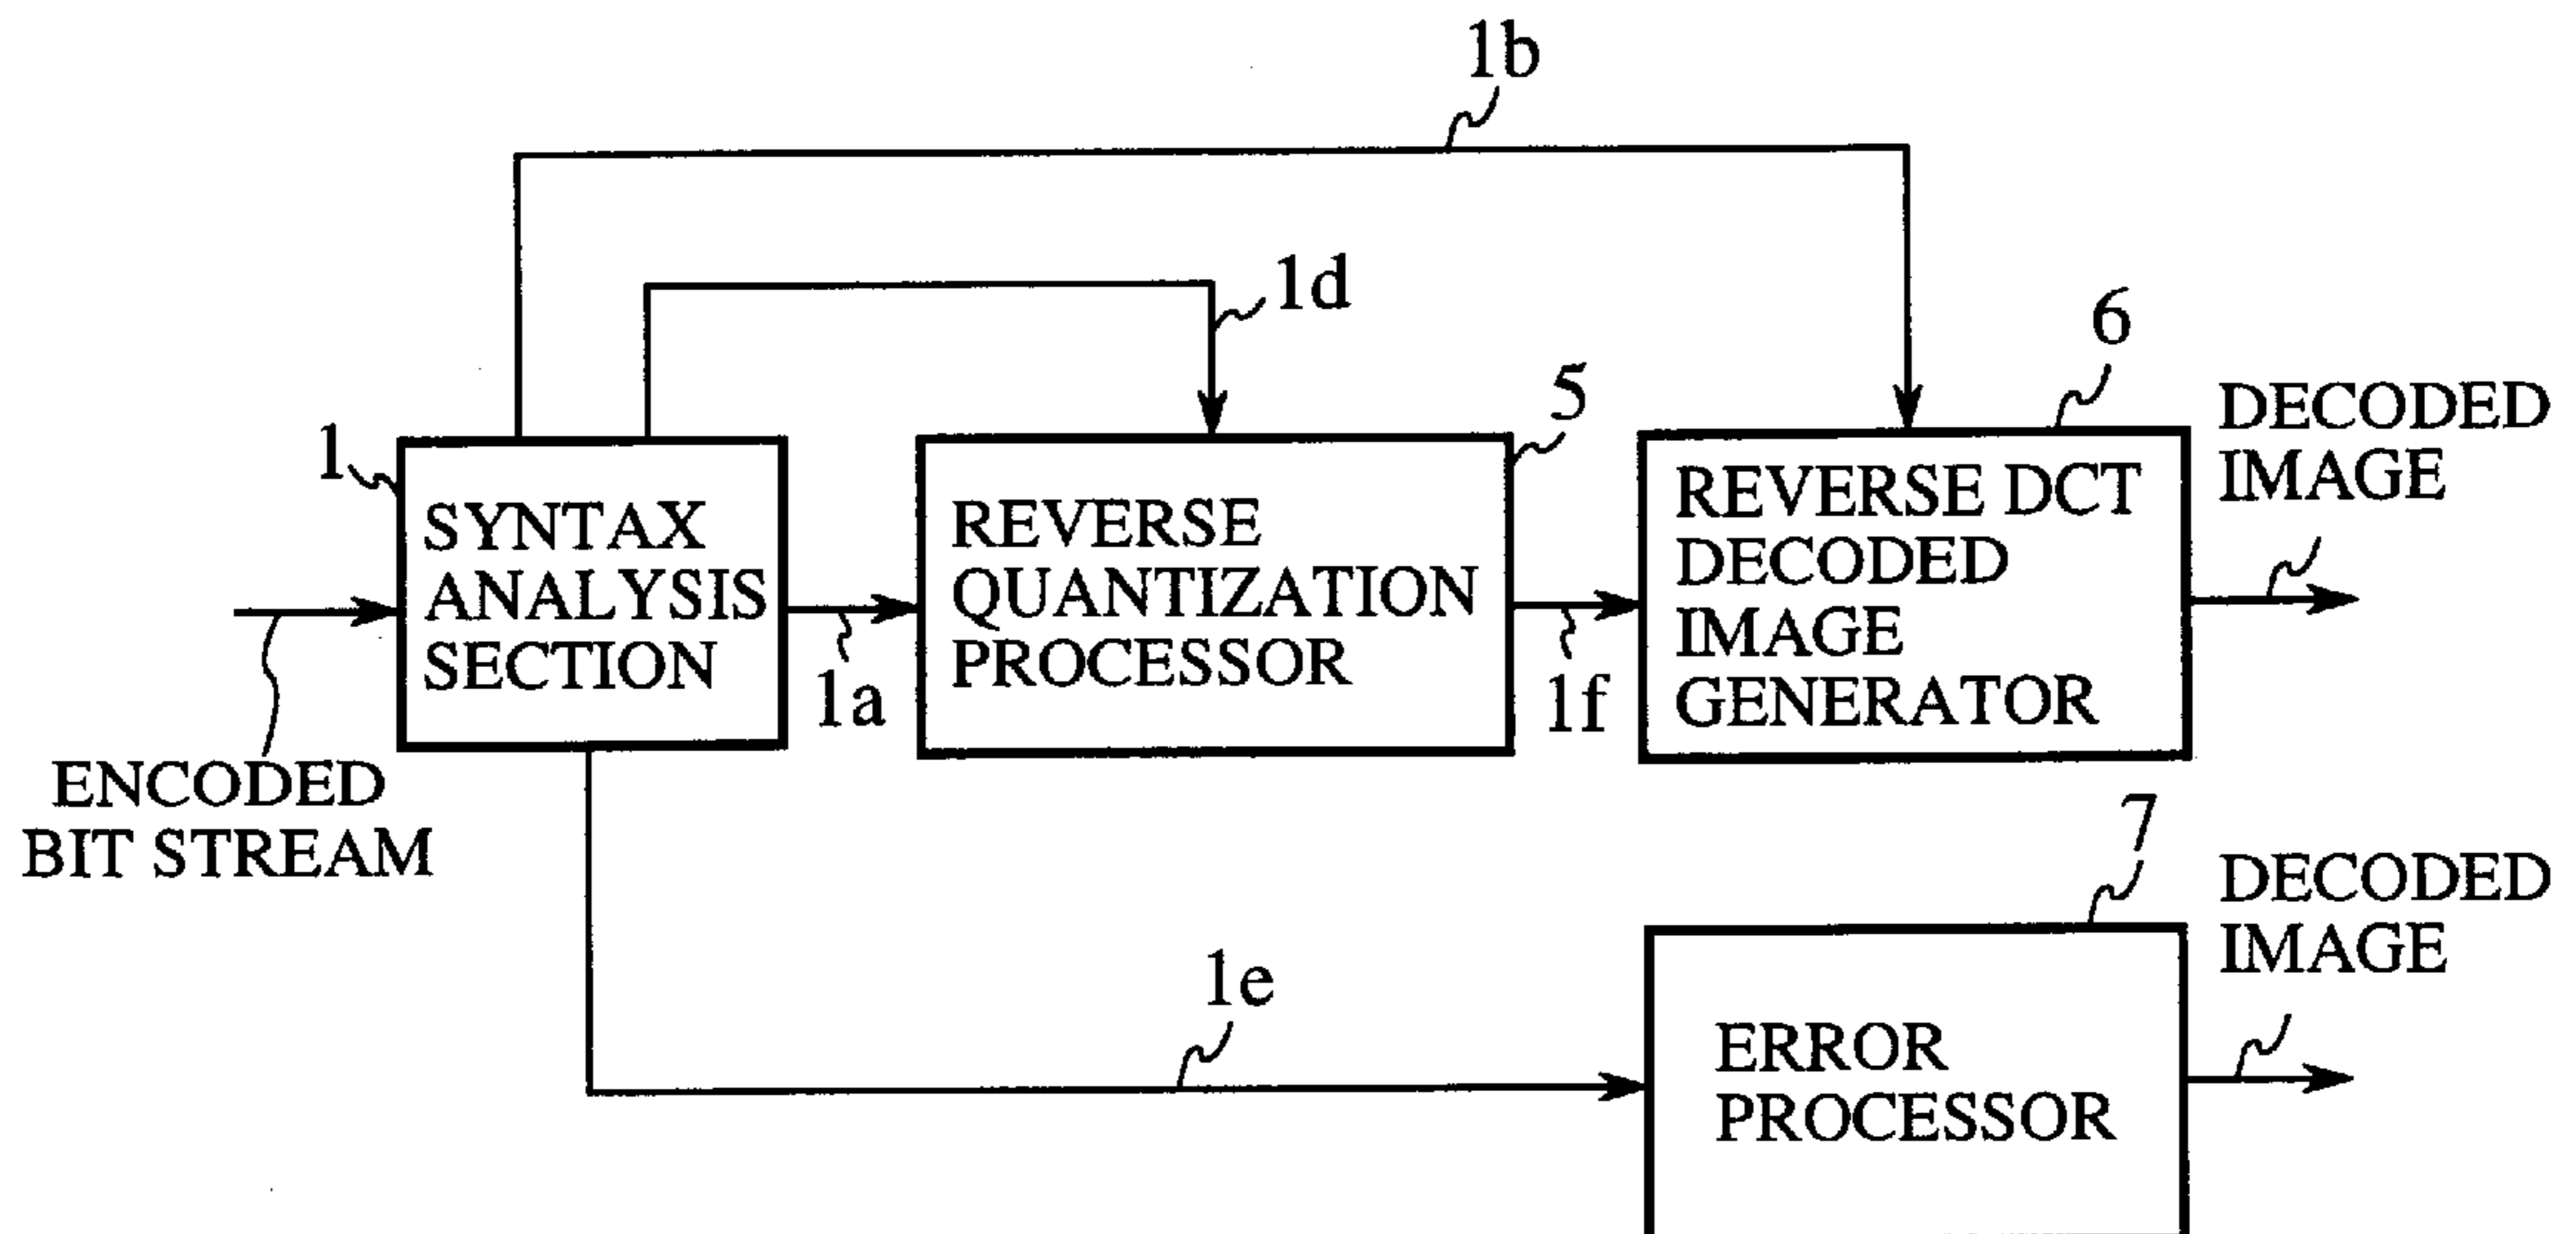 1b
1d
6
5
1
DECODED
IMAGE
SYNTAX
ANALYSIS
SECTION
REVERSE
QUANTIZATION
PROCESSOR
REVERSE DCT
DECODED
IMAGE
GENERATOR
1a
1f
ENCODED
BIT STREAM
7
DECODED
IMAGE
1e
ERROR
PROCESSOR